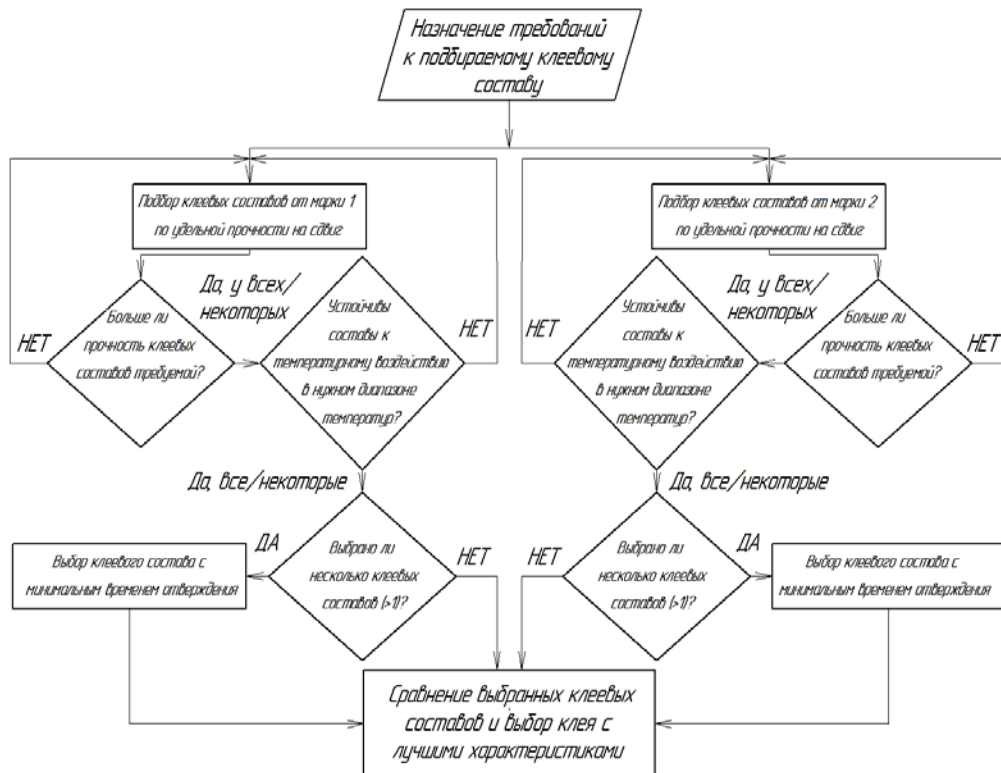 Назначение требований
к подбираемому клеевому
составу
Подбор клеевых составов от марки 1
по удельной прочности на сдвиг
Подбор клеевых составов от марки 2
по удельной прочности на сдвиг
Больше ли
прочность клеевых
составов требуемой?
НЕТ
Да, у всех/
некоторых
Устойчивы
составы к
температурному воздействию
в нужном диапазоне
температур?
НЕТ
НЕТ
Устойчивы
составы к
температурному воздействию
в нужном диапазоне
температур?
Да, у всех/
некоторых
Больше ли
прочность клеевых
составов требуемой?
НЕТ
Да, все/некоторые
Да, все/некоторые
Выбор клеевого состава с
минимальным временем отверждения
ДА
Выбрано ли
несколько клеевых
составов (>1)?
НЕТ
НЕТ
Выбрано ли
несколько клеевых
составов (>1)?
ДА
Выбор клеевого состава с
минимальным временем отверждения
Сравнение выбранных клеевых
составов и выбор клея с
лучшими характеристиками